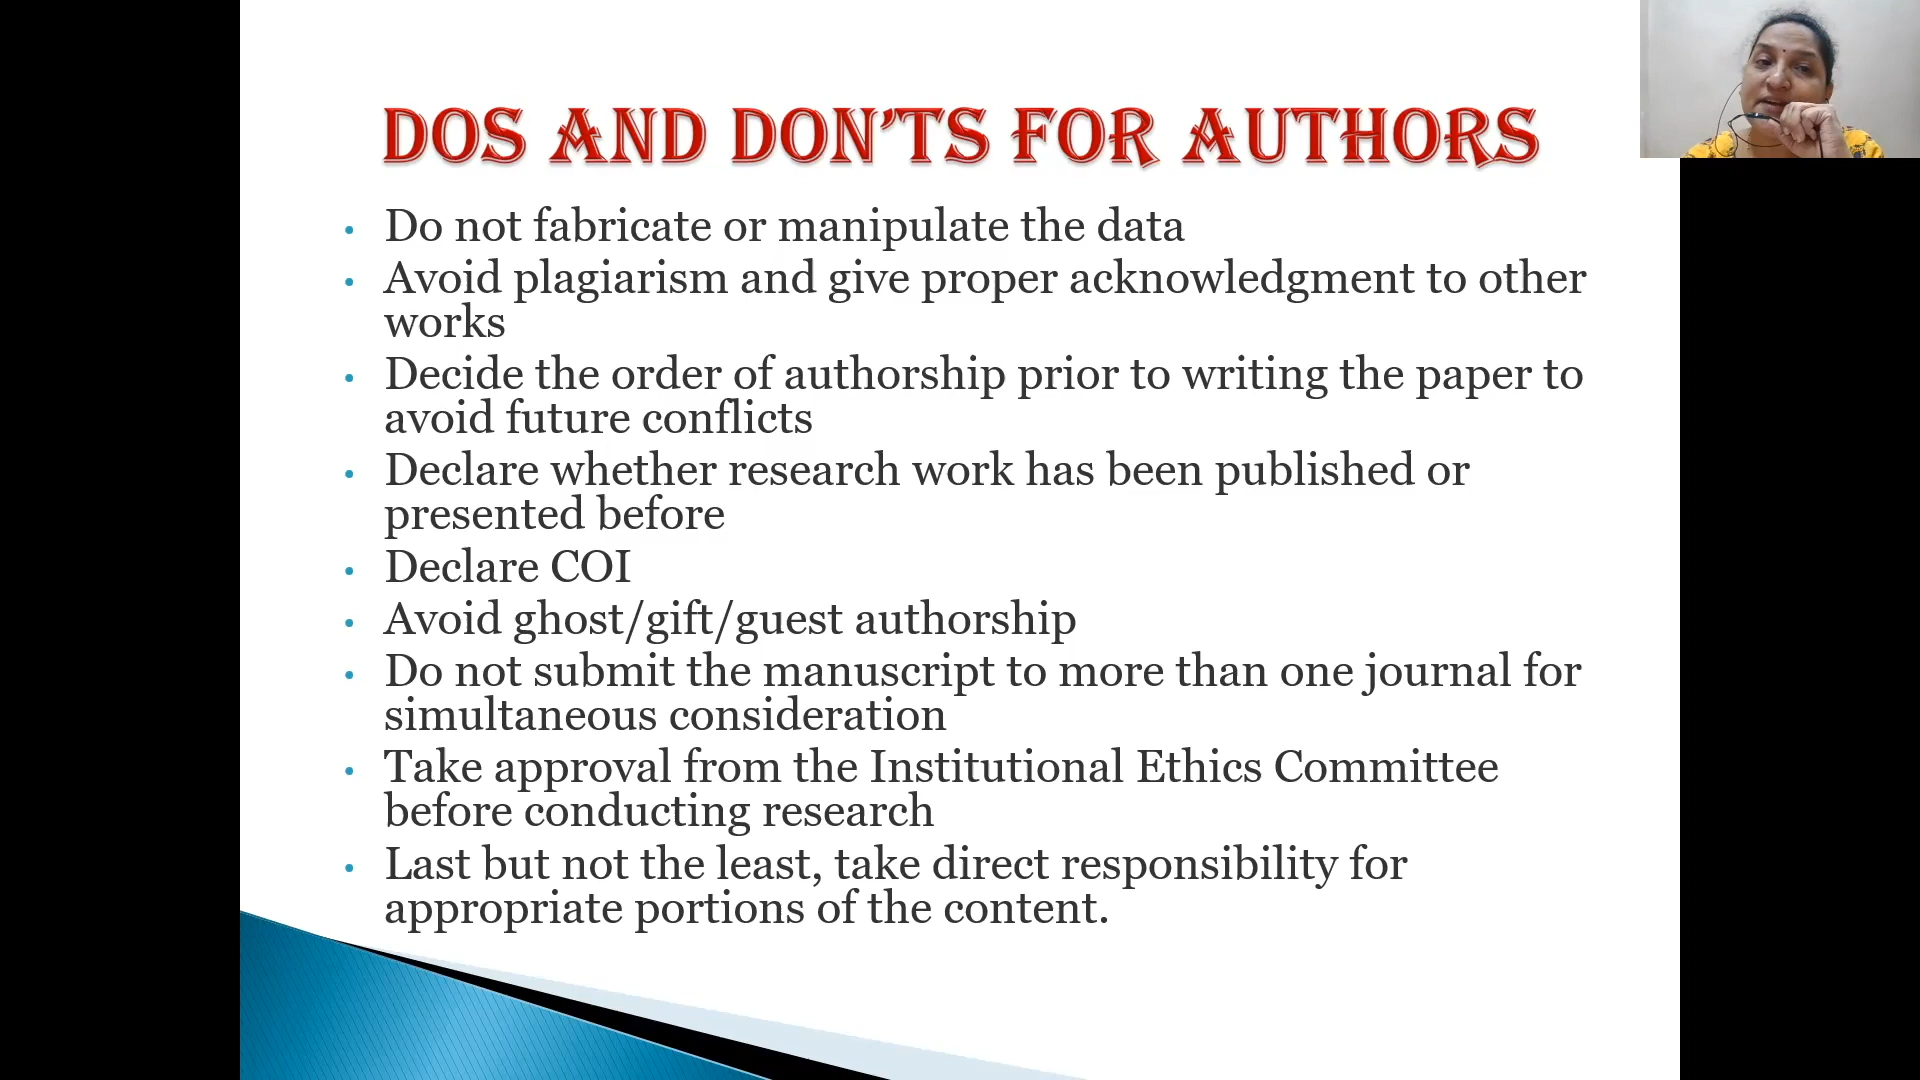 DOS AND DON'TS FOR AUTHORS
• Do not fabricate or manipulate the data
• Avoid plagiarism and give proper acknowledgment to other
works
• Decide the order of authorship prior to writing the paper to
avoid future conflicts
• Declare whether research work has been published or
presented before
• Declare COI
• Avoid ghost/gift/guest authorship
• Do not submit the manuscript to more than one journal for
simultaneous consideration
• Take approval from the Institutional Ethics Committee
before conducting research
• Last but not the least, take direct responsibility for
appropriate portions of the content.